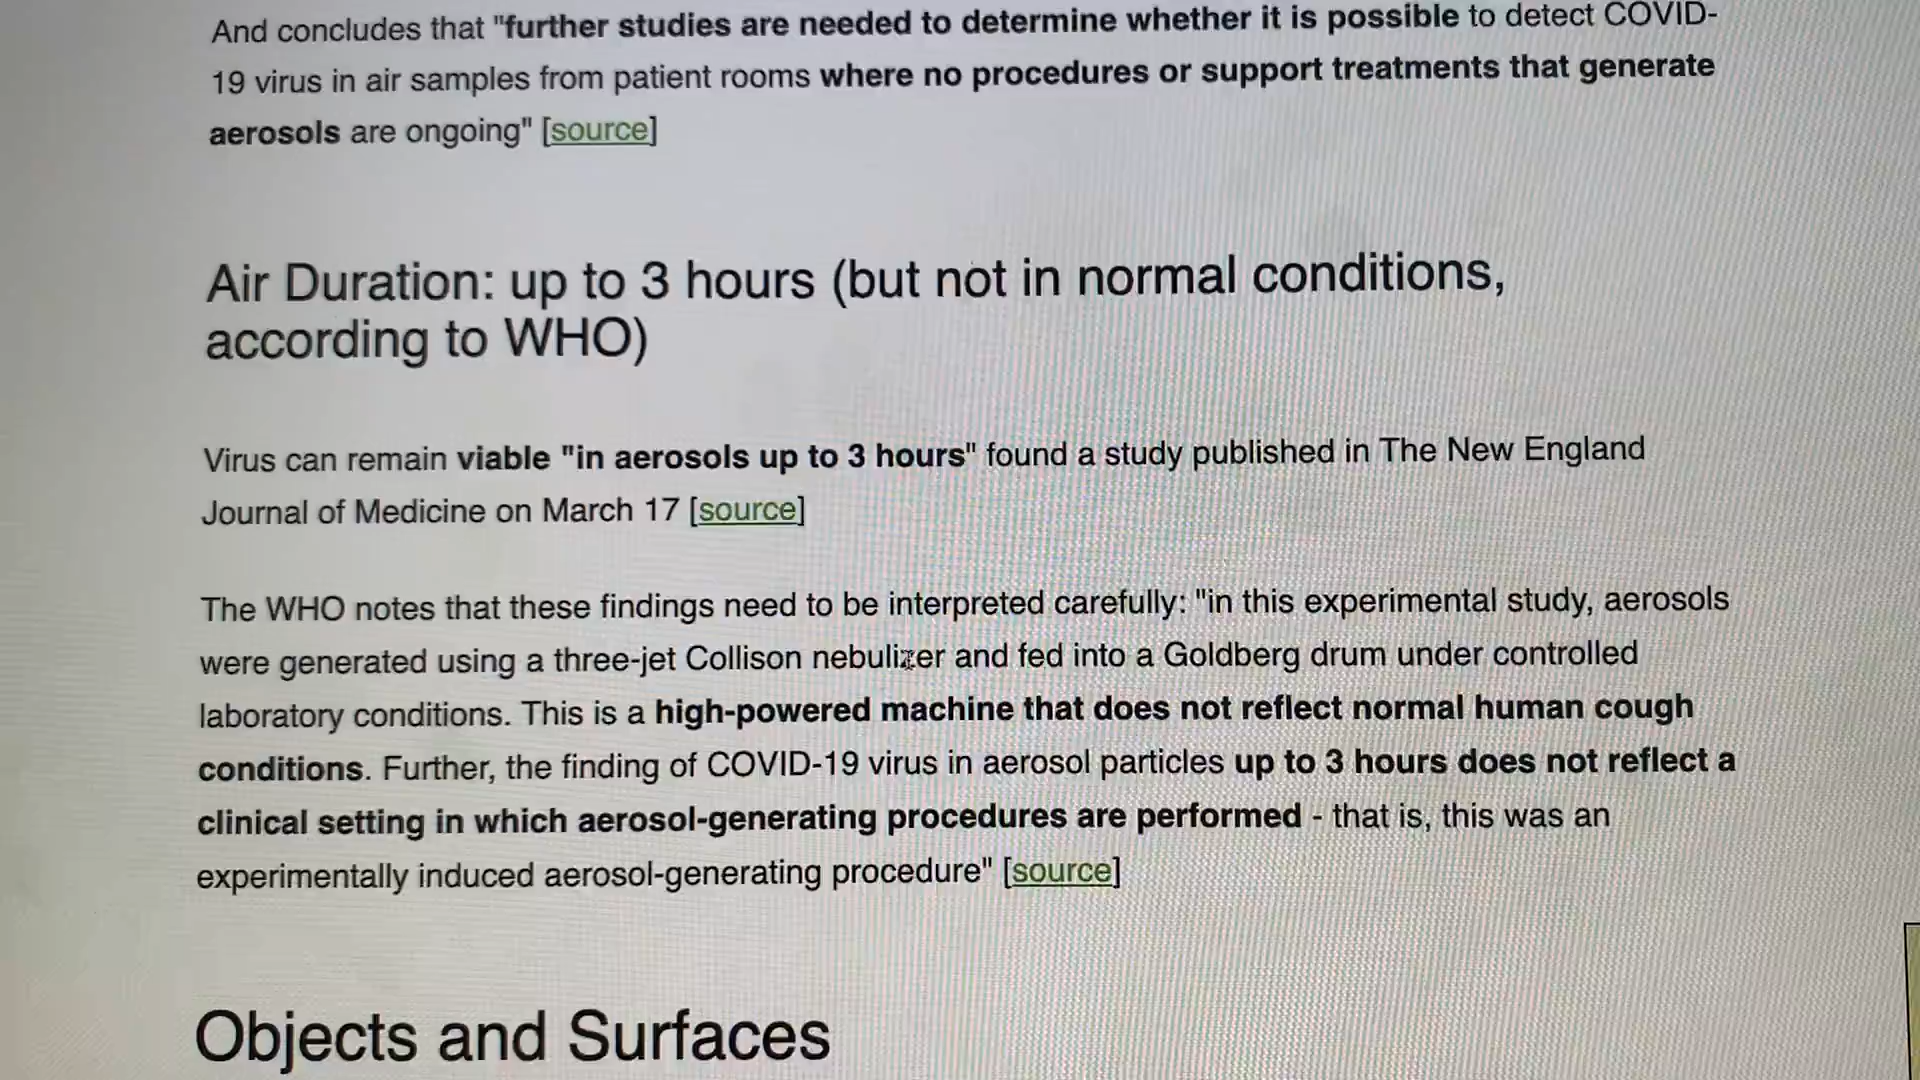 And concludes that "further studies are needed to determine whether it is possible to detect COVID-
19 virus in air samples from patient rooms where no procedures or support treatments that generate
aerosols are ongoing" [source]
Air Duration: up to 3 hours (but not in normal conditions,
according to WHO)
Virus can remain viable "in aerosols up to 3 hours" found a study published in The New England
Journal of Medicine on March 17 [source]
The WHO notes that these findings need to be interpreted carefully: "in this experimental study, aerosols
were generated using a three-jet Collison nebulizer and fed into a Goldberg drum under controlled
laboratory conditions. This is a high-powered machine that does not reflect normal human cough
conditions. Further, the finding of COVID-19 virus in aerosol particles up to 3 hours does not reflect a
clinical setting in which aerosol-generating procedures are performed - that is, this was an
experimentally induced aerosol-generating procedure" [source]
Objects and Surfaces